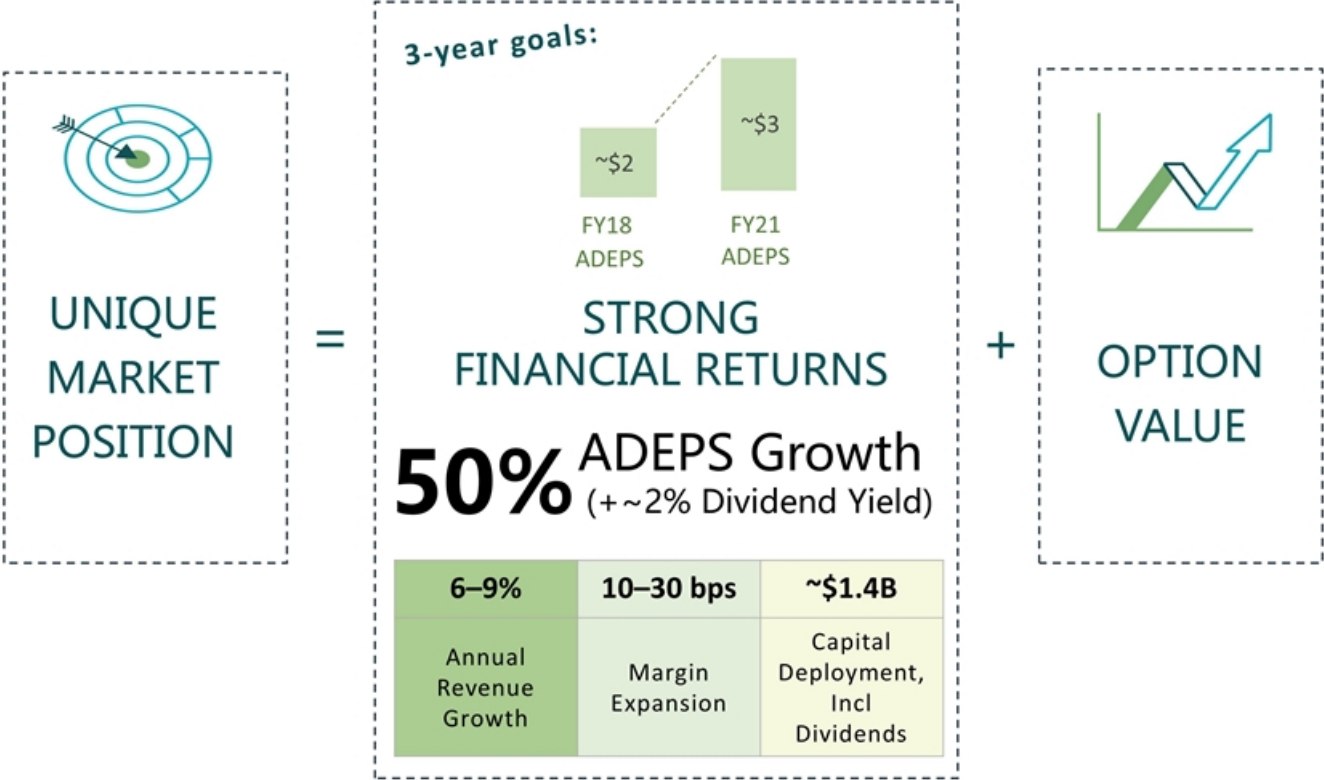 UNIQUE
MARKET
POSITION
=
3-year goals:
~$2
~$3
FY18
ADEPS
FY21
ADEPS
STRONG
FINANCIAL RETURNS
50% ADEPS Growth
(+~2% Dividend Yield)
6–9%
10–30 bps
~$1.4B
Annual
Revenue
Growth
Margin
Expansion
Capital
Deployment,
Incl
Dividends
+
OPTION
VALUE